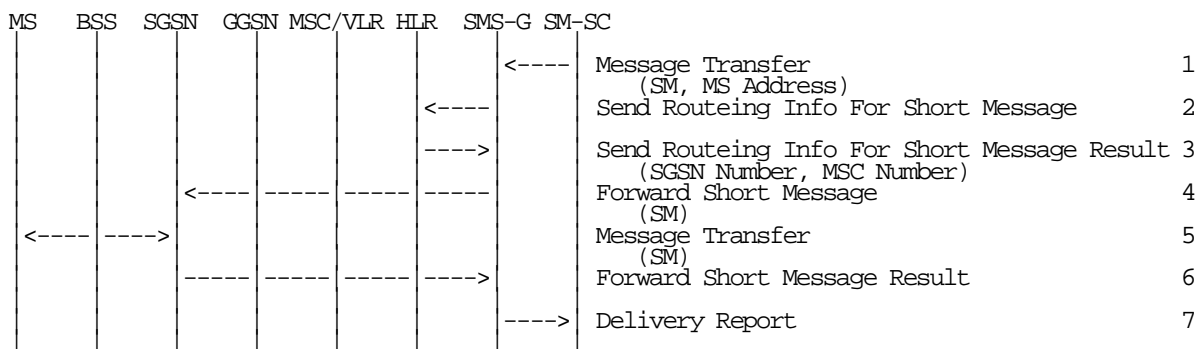 MS BSS SGSN GGSN MSC/VLR HLR SMS-G SM-SC
Message Transfer 1
(SM, MS Address)
Send Routeing Info For Short Message 2
Send Routeing Info For Short Message Result 3
(SGSN Number, MSC Number)
Forward Short Message 4
(SM)
Message Transfer 5
(SM)
Forward Short Message Result 6
Delivery Report 7